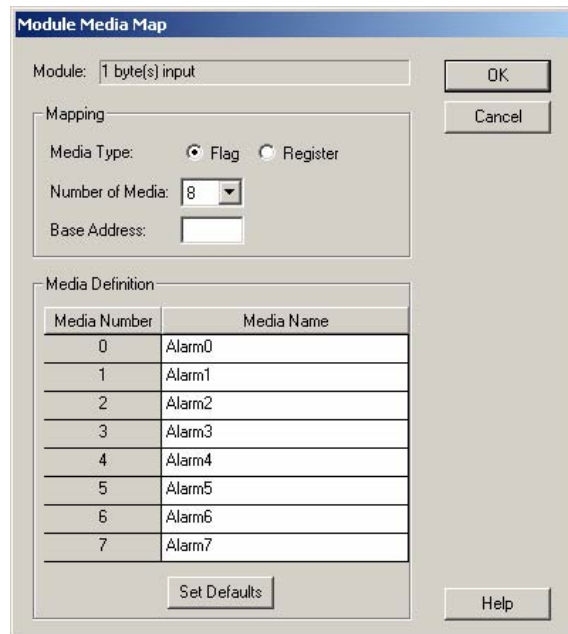 Module Media Map
Module: 1 byte(s) input
OK
Mapping
Cancel
Media Type: Flag Register
Number of Media: 8
Base Address:
Media Definition
Media Number Media Name
0 Alarm0
1 Alarm1
2 Alarm2
3 Alarm3
4 Alarm4
5 Alarm5
6 Alarm6
7 Alarm7
Set Defaults
Help